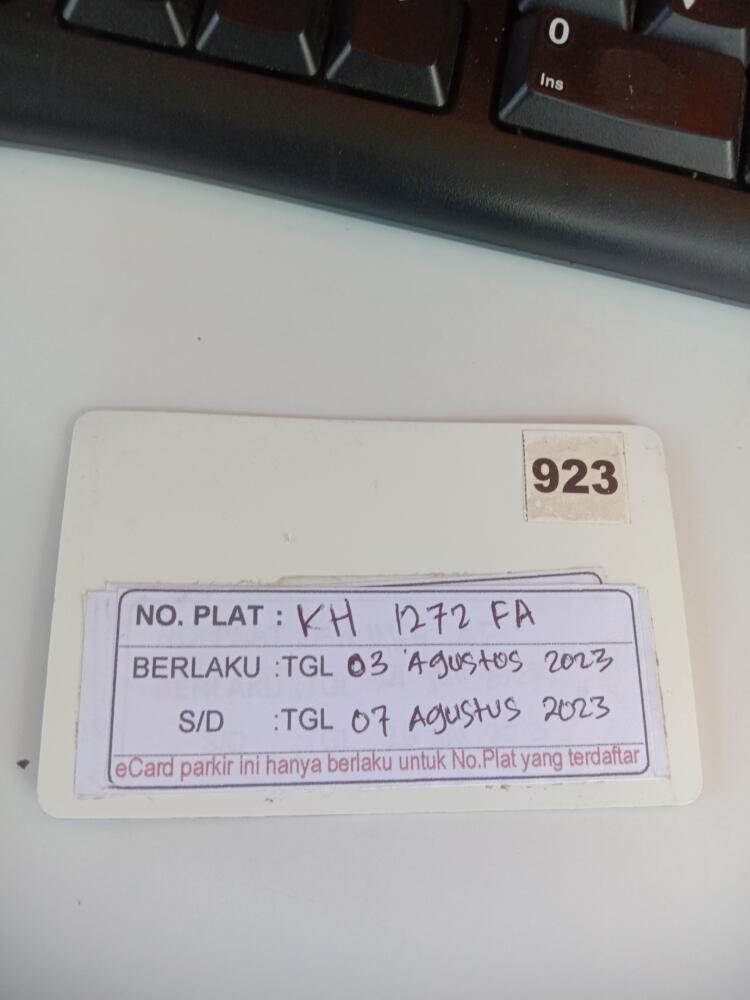 0
Ins
923
NO. PLAT : KH 1272 FA
BERLAKU :TGL 03 Agustos 2023
S/D :TGL 07 Agustus 2023
eCard parkir ini hanya berlaku untuk No.Plat yang terdaftar